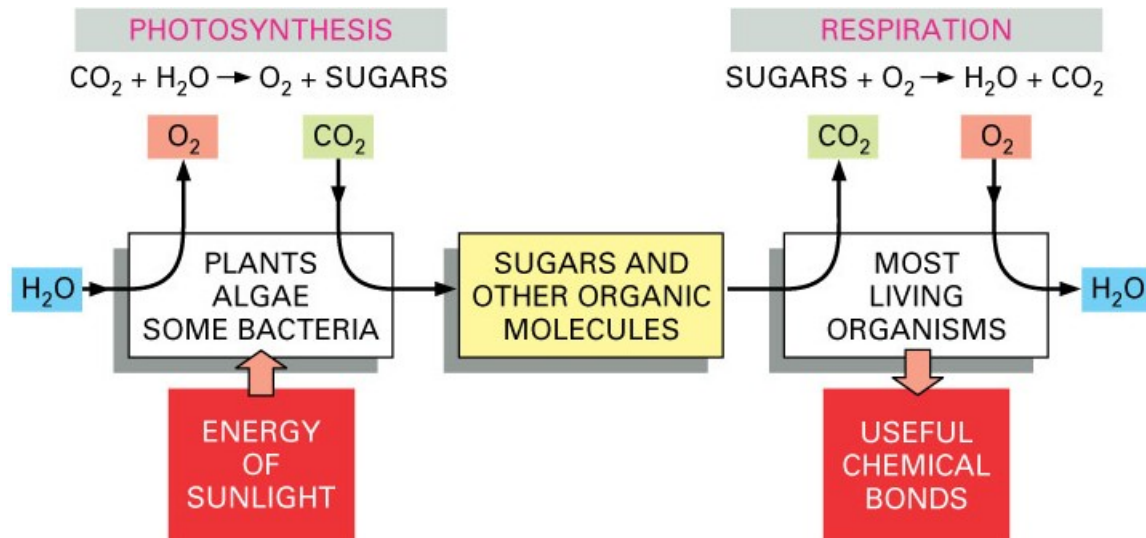 PHOTOSYNTHESIS
CO₂ + H₂O → O₂ + SUGARS
O₂
CO₂
H₂O
PLANTS
ALGAE
SOME BACTERIA
ENERGY
OF
SUNLIGHT
SUGARS AND
OTHER ORGANIC
MOLECULES
RESPIRATION
SUGARS + O₂ → H₂O + CO₂
CO₂
O₂
MOST
LIVING
ORGANISMS
H₂O
USEFUL
CHEMICAL
BONDS